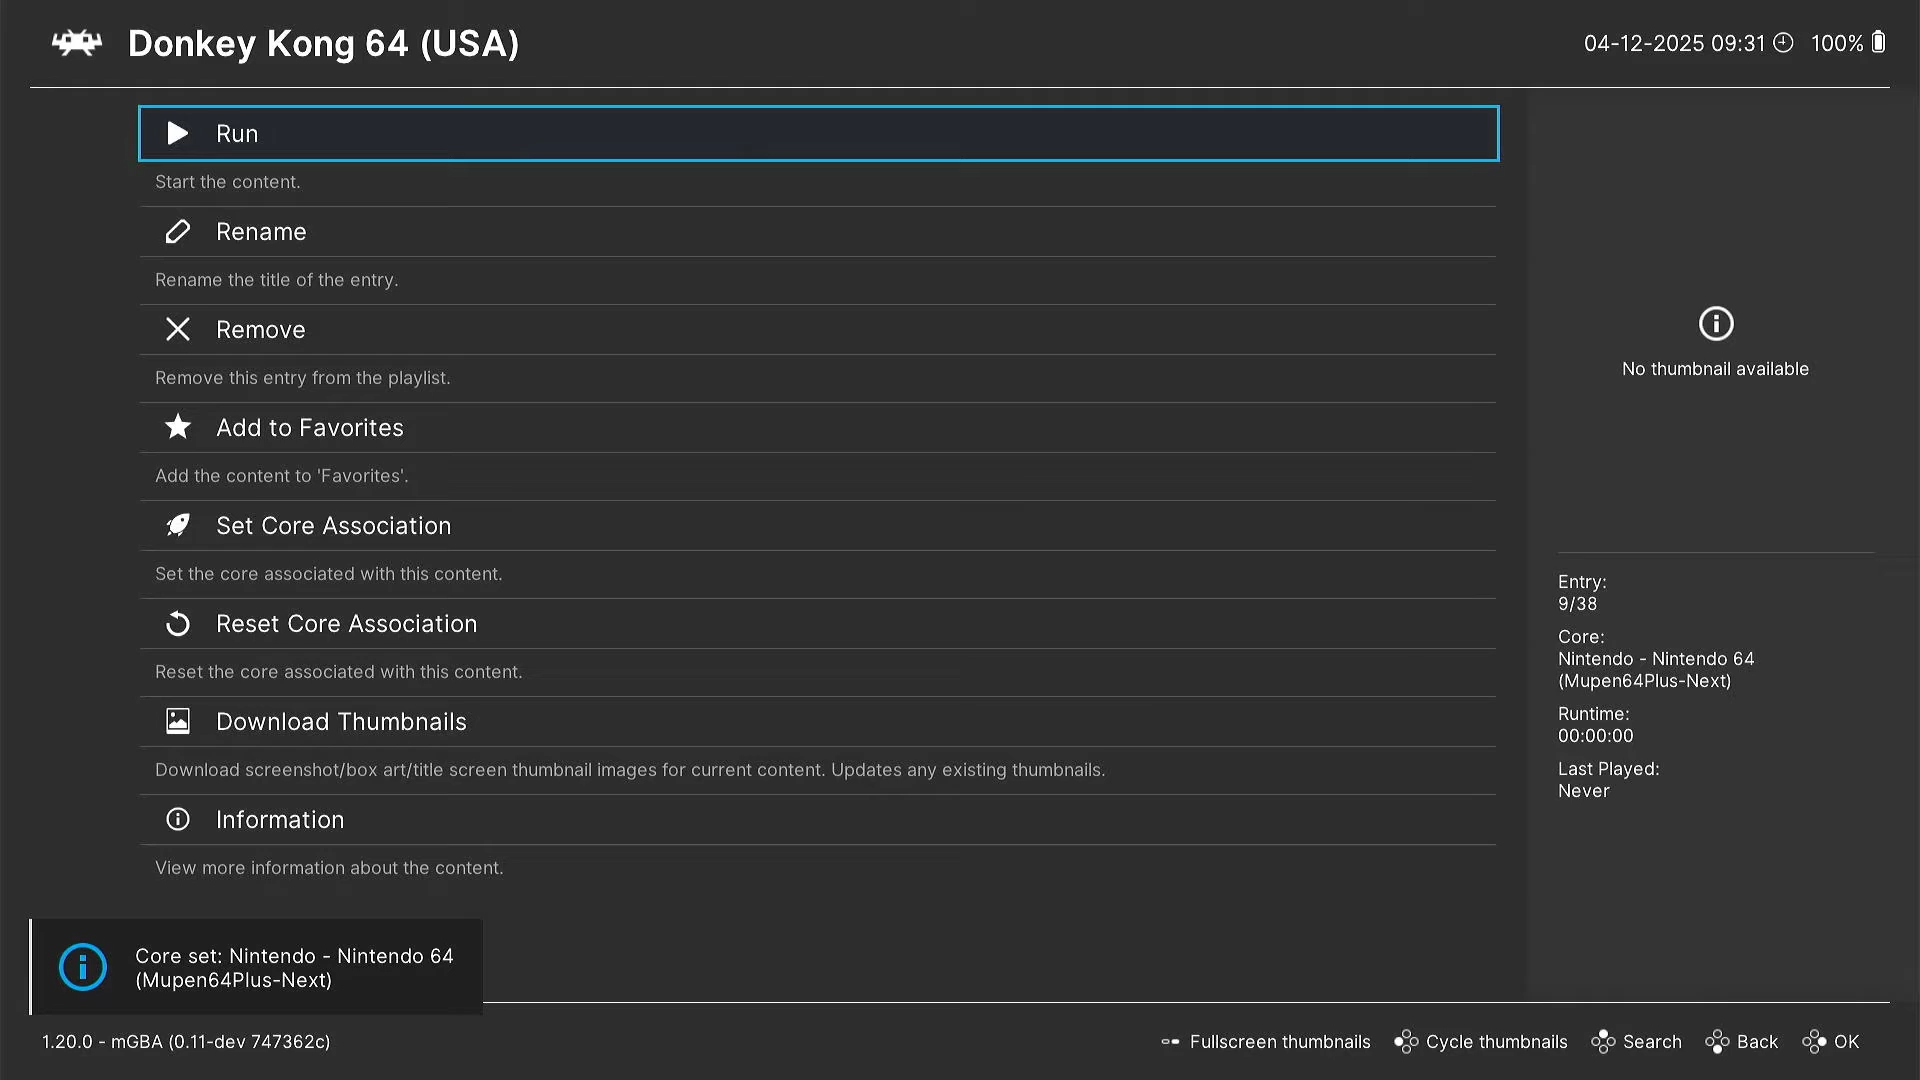 Donkey Kong 64 (USA)
04-12-2025 09:31 100%
Run
Start the content.
Rename
Rename the title of the entry.
Remove
Remove this entry from the playlist.
Add to Favorites
Add the content to 'Favorites'.
Set Core Association
Set the core associated with this content.
Reset Core Association
Reset the core associated with this content.
Download Thumbnails
Download screenshot/box art/title screen thumbnail images for current content. Updates any existing thumbnails.
Information
View more information about the content.
No thumbnail available
Entry:
9/38
Core:
Nintendo - Nintendo 64
(Mupen64Plus-Next)
Runtime:
00:00:00
Last Played:
Never
Core set: Nintendo - Nintendo 64
(Mupen64Plus-Next)
1.20.0 - mGBA (0.11-dev 747362c)
Fullscreen thumbnails Cycle thumbnails Search Back OK